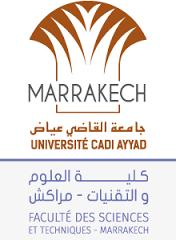 MARRAKECH
جامعة القاضي عياض
UNIVERSITÉ CADI AYYAD
كلية العلوم
و التقنيات - مراكش
FACULTÉ DES SCIENCES
ET TECHNIQUES - MARRAKECH